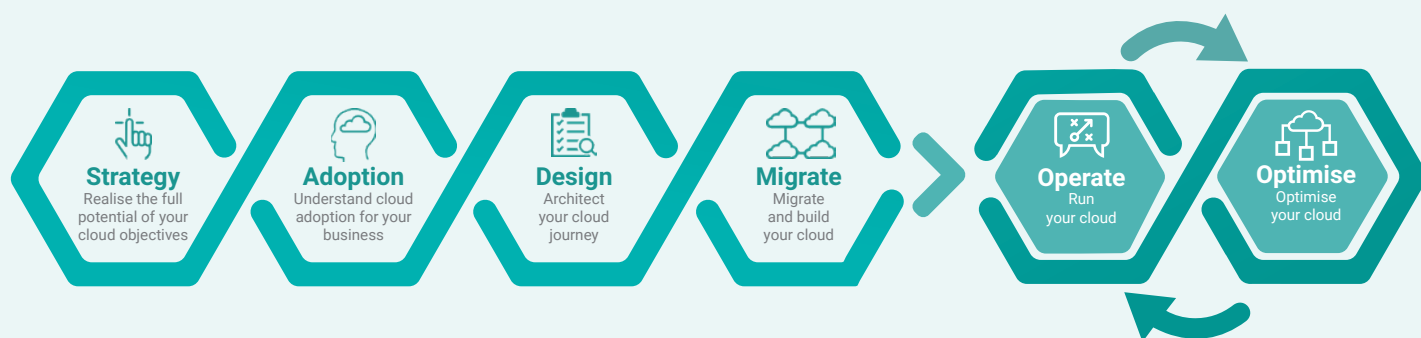 Strategy
Realise the full
potential of your
cloud objectives
Adoption
Understand cloud
adoption for your
business
Design
Architect
your cloud
journey
Migrate
Migrate
and build
your cloud
Operate
Run
your cloud
Optimise
Optimise
your cloud